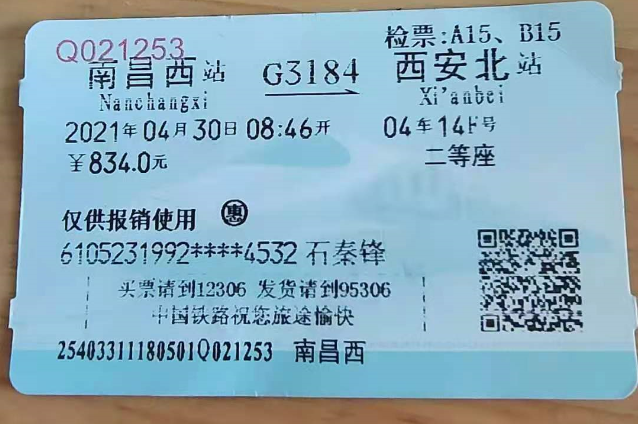 Q021253 检票:A15、B15
南昌西站 G3184 西安北站
Nanchangxi Xi'anbei
2021年04月30日08:46开 04车14F号
￥834.0元 二等座
仅供报销使用 惠
6105231992****4532 石秦锋
买票请到12306 发货请到95306
中国铁路祝您旅途愉快
25403311180501Q021253 南昌西